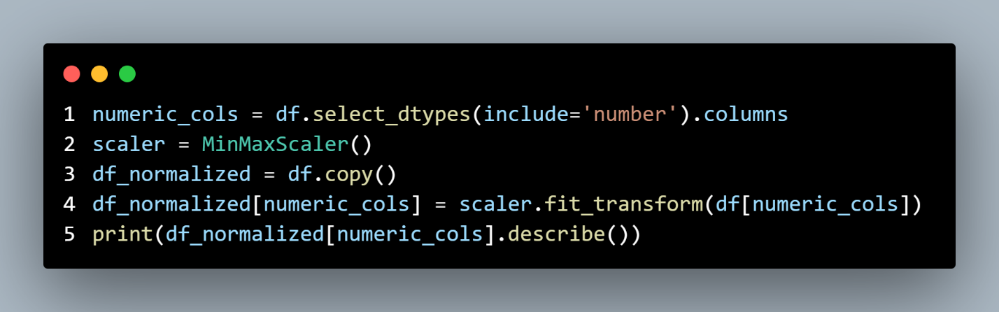 1 numeric_cols = df.select_dtypes(include='number').columns
2 scaler = MinMaxScaler()
3 df_normalized = df.copy()
4 df_normalized[numeric_cols] = scaler.fit_transform(df[numeric_cols])
5 print(df_normalized[numeric_cols].describe())